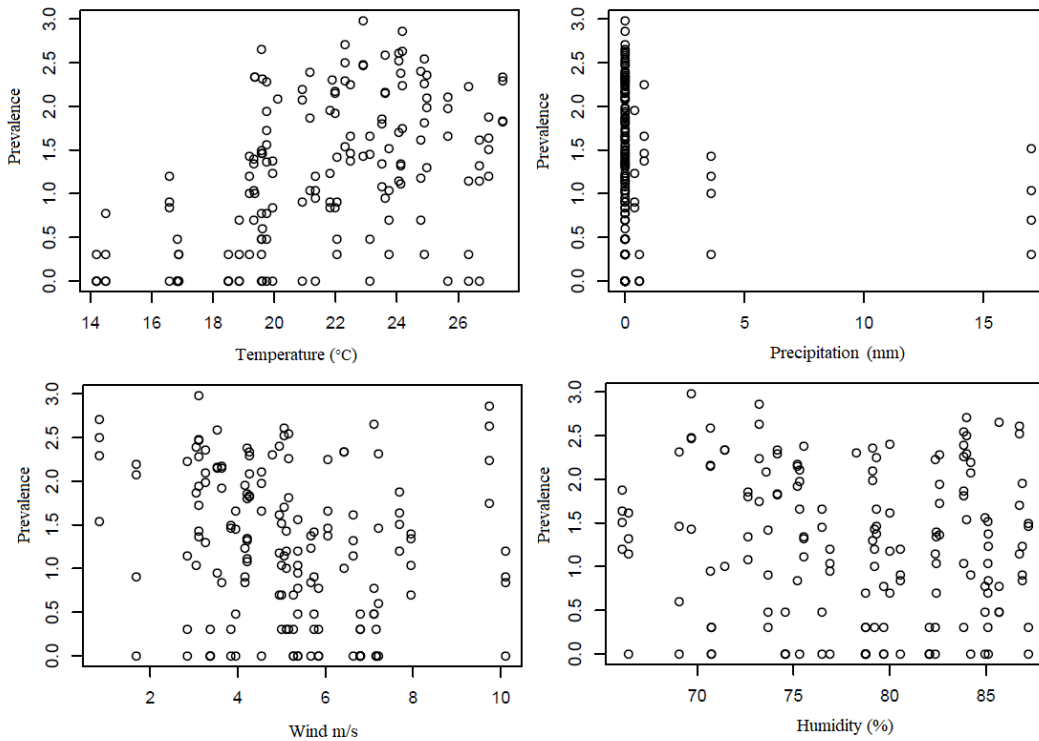 Prevalence
0.0 0.5 1.0 1.5 2.0 2.5 3.0
14 16 18 20 22 24 26
Temperature (°C)
Prevalence
0.0 0.5 1.0 1.5 2.0 2.5 3.0
0 5 10 15
Precipitation (mm)
Prevalence
0.0 0.5 1.0 1.5 2.0 2.5 3.0
2 4 6 8 10
Wind m/s
Prevalence
0.0 0.5 1.0 1.5 2.0 2.5 3.0
70 75 80 85
Humidity (%)